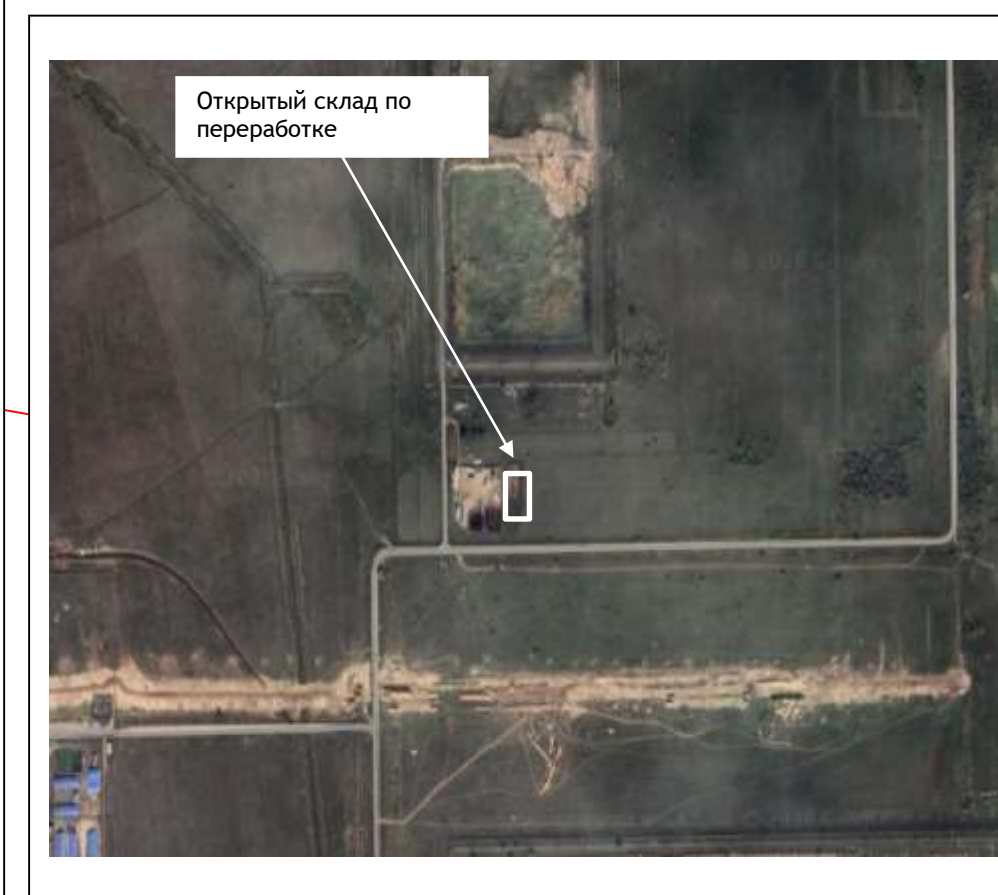 Открытый склад по
переработке